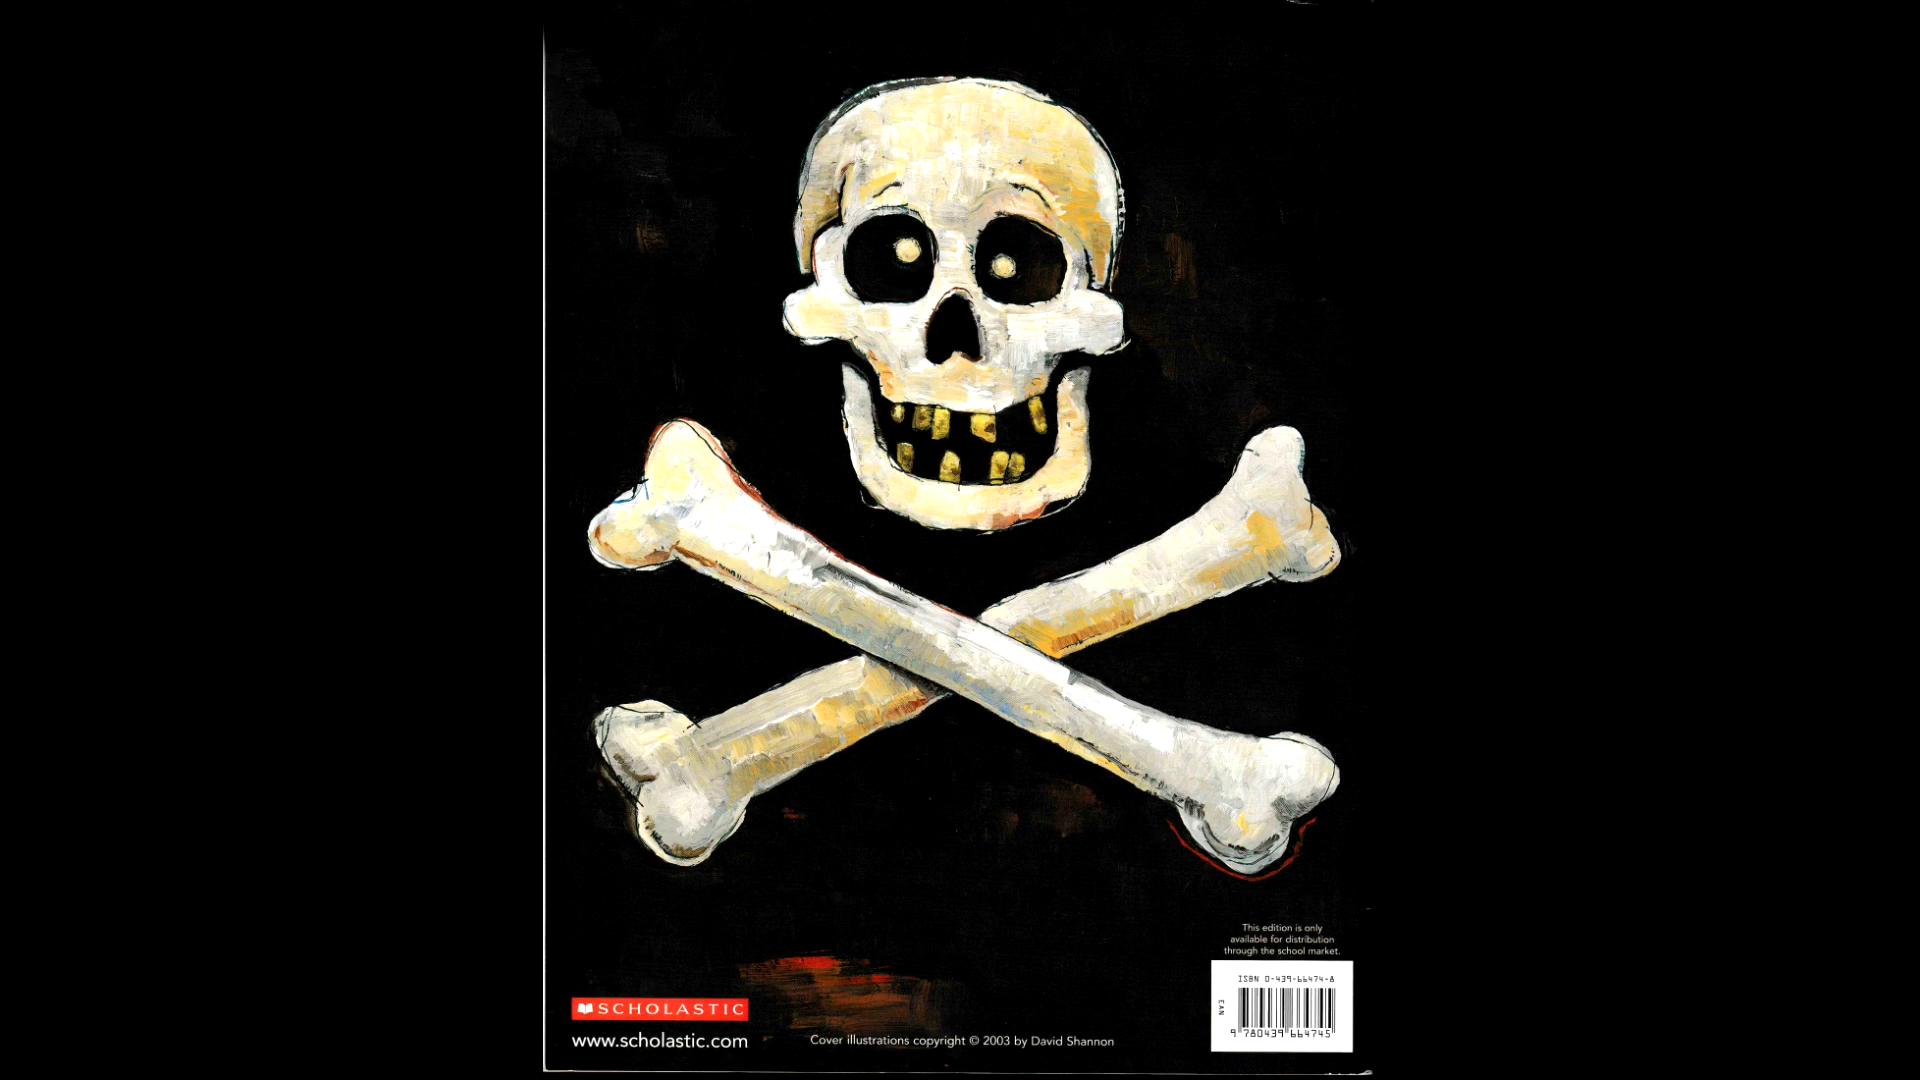 This edition is only
available for distribution
through the school market.
ISBN 0-439-66474-8
EAN
9 780439 664745
SCHOLASTIC
www.scholastic.com
Cover illustrations copyright © 2003 by David Shannon